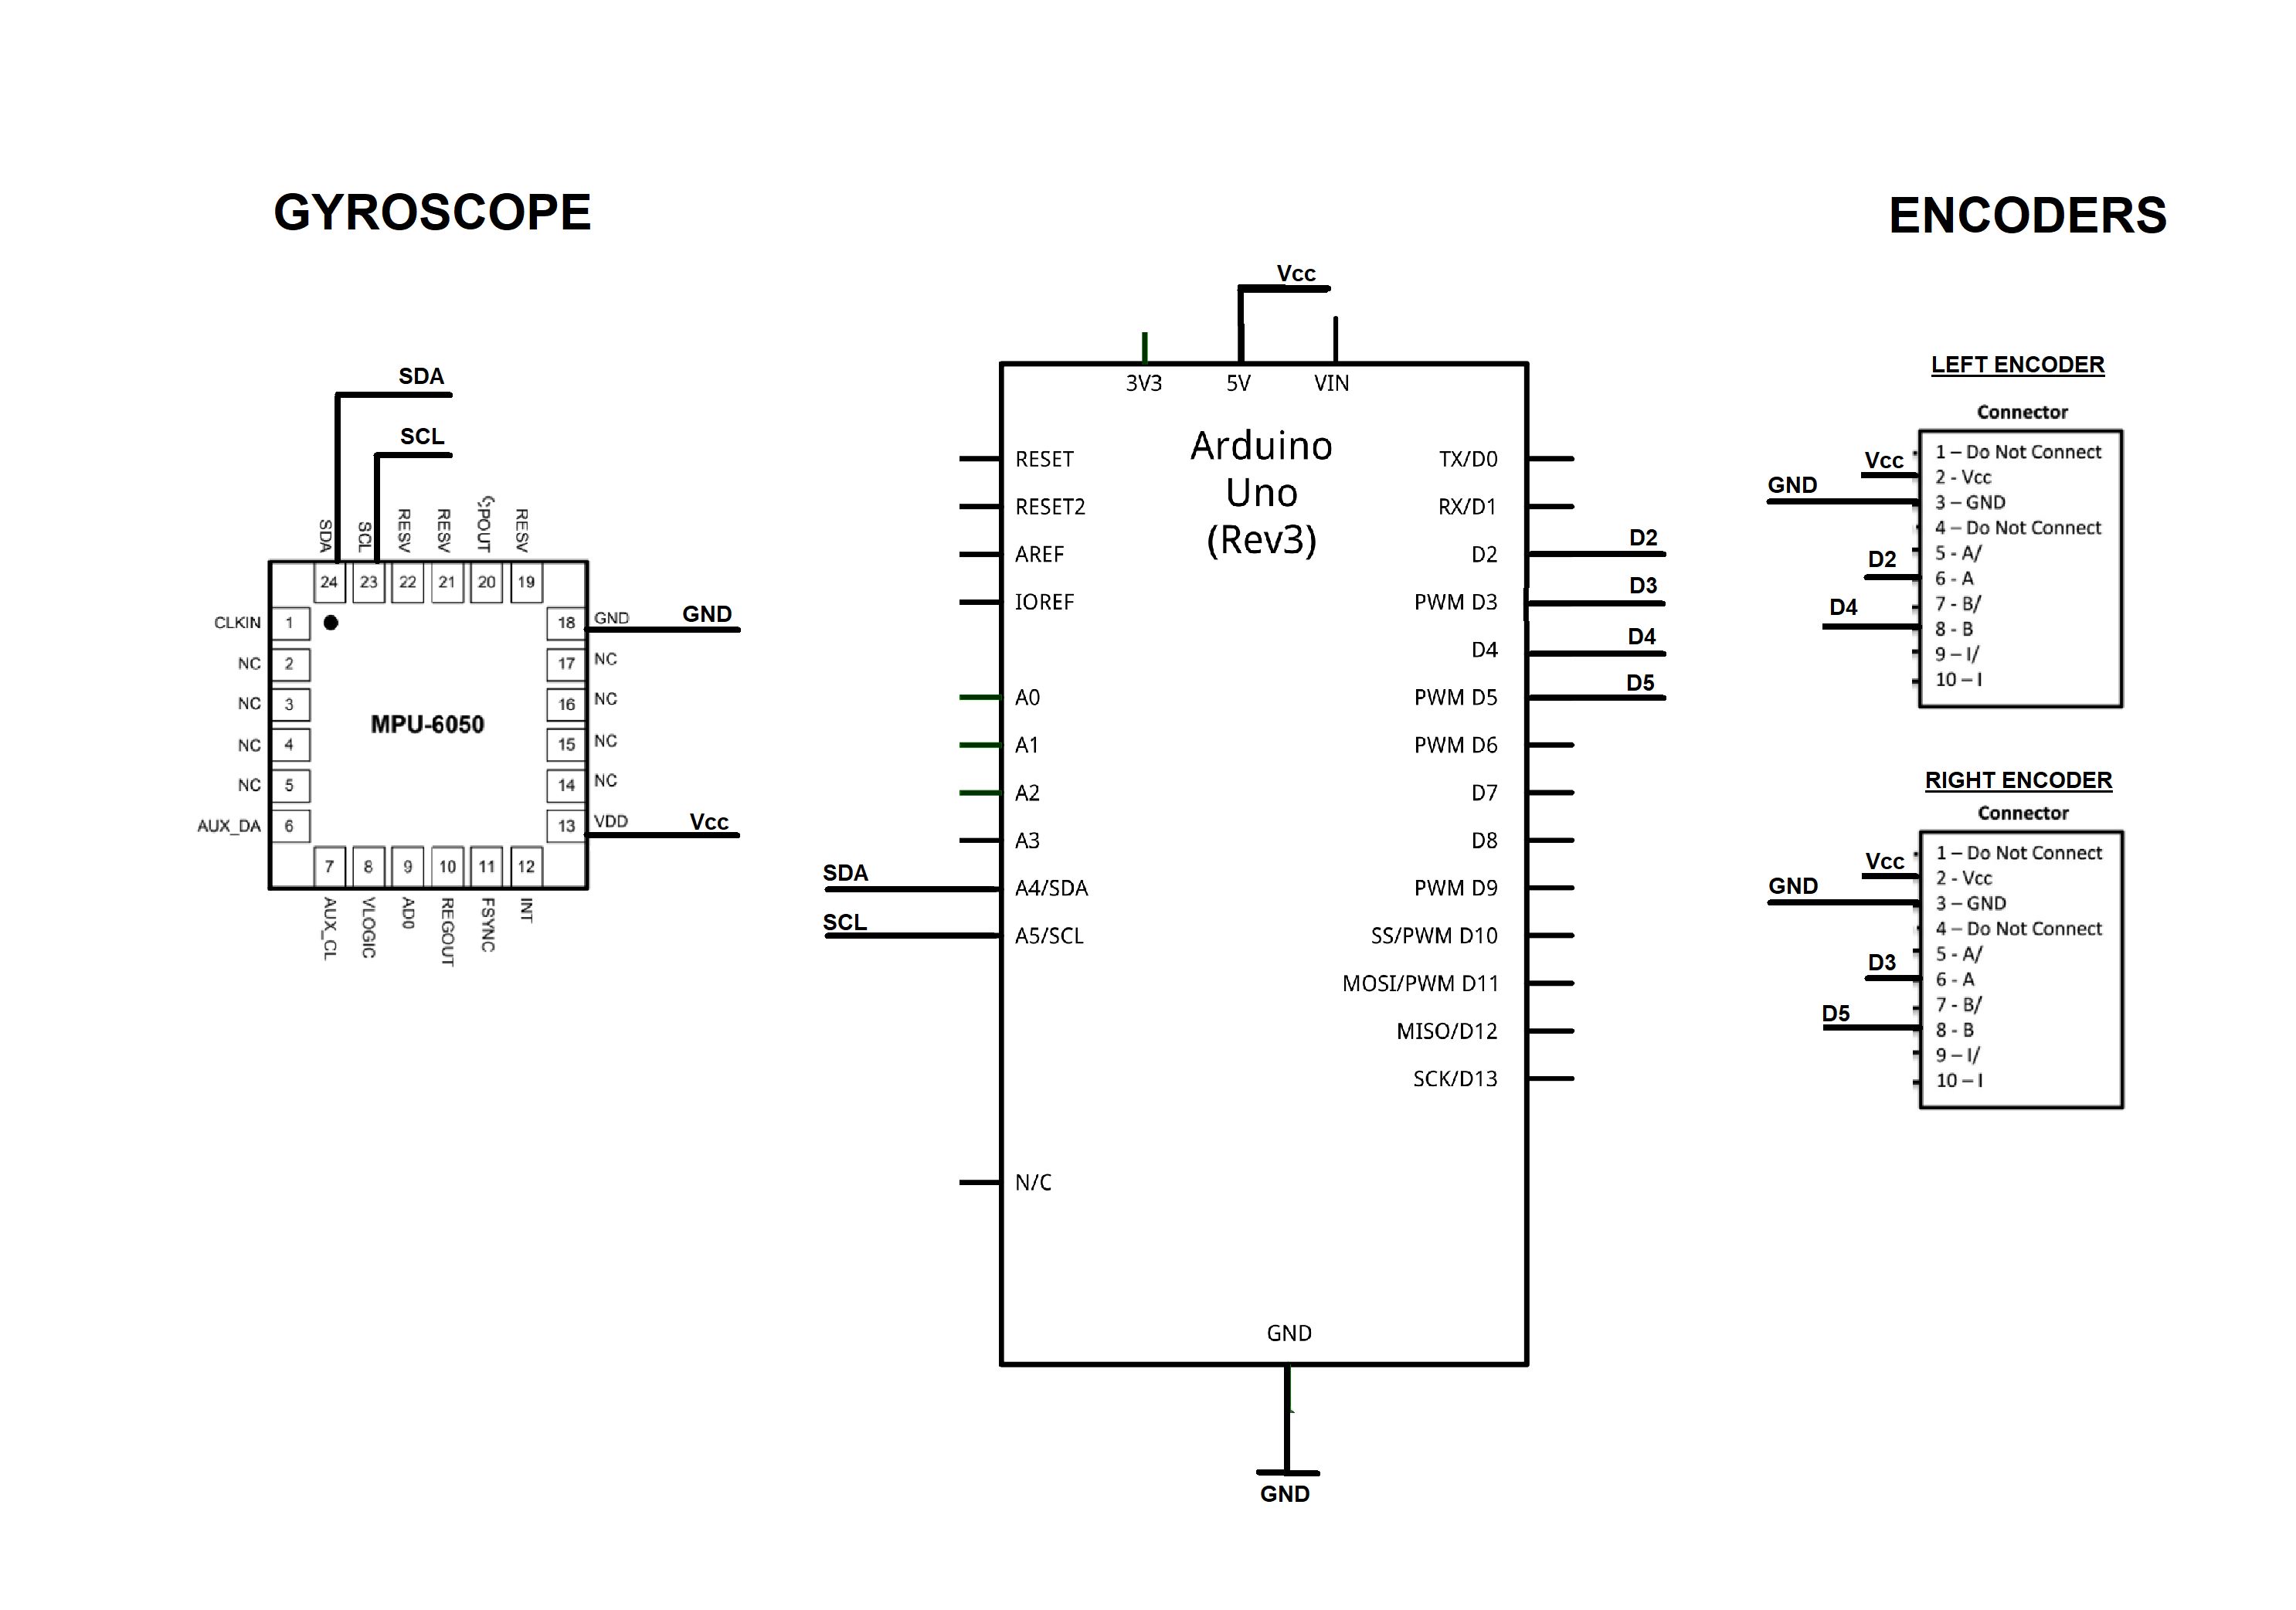 GYROSCOPE
SDA
SCL
SDA
SCL
RESV
RESV
GPOUT
RESV
24
23
22
21
20
19
CLKIN 1
NC 2
NC 3
NC 4
NC 5
AUX_DA 6
MPU-6050
18 GND GND
17 NC
16 NC
15 NC
14 NC
13 VDD Vcc
7
8
9
10
11
12
AUX_CL
VLOGIC
AD0
REGOUT
FSYNC
INT
Vcc
3V3
5V
VIN
Arduino
Uno
(Rev3)
RESET
RESET2
AREF
IOREF
A0
A1
A2
A3
SDA A4/SDA
SCL A5/SCL
N/C
TX/D0
RX/D1
D2 D2
PWM D3 D3
D4 D4
PWM D5 D5
PWM D6
D7
D8
PWM D9
SS/PWM D10
MOSI/PWM D11
MISO/D12
SCK/D13
GND
GND
ENCODERS
LEFT ENCODER
Connector
1 – Do Not Connect
Vcc 2 - Vcc
GND 3 – GND
4 – Do Not Connect
5 - A/
D2 6 - A
7 - B/
D4 8 - B
9 – I/
10 – I
RIGHT ENCODER
Connector
1 – Do Not Connect
Vcc 2 - Vcc
GND 3 – GND
4 – Do Not Connect
5 - A/
D3 6 - A
7 - B/
D5 8 - B
9 – I/
10 – I